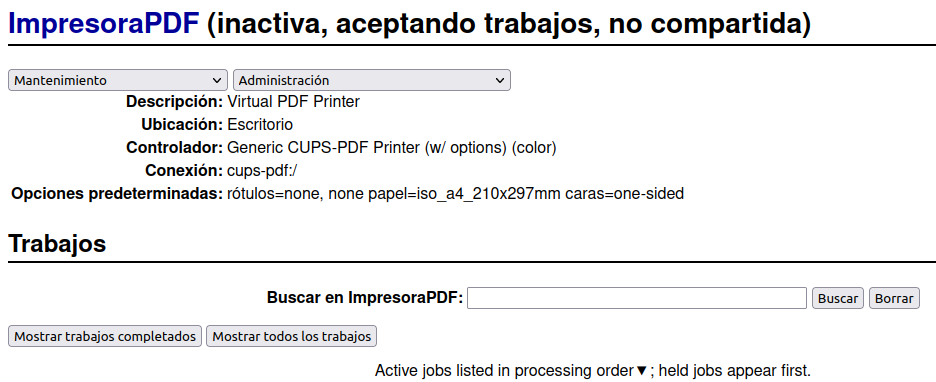 ImpresoraPDF (inactiva, aceptando trabajos, no compartida)
Mantenimiento Administración
Descripción: Virtual PDF Printer
Ubicación: Escritorio
Controlador: Generic CUPS-PDF Printer (w/ options) (color)
Conexión: cups-pdf:/
Opciones predeterminadas: rótulos=none, none papel=iso_a4_210x297mm caras=one-sided
Trabajos
Buscar en ImpresoraPDF: Buscar Borrar
Mostrar trabajos completados Mostrar todos los trabajos
Active jobs listed in processing order▼; held jobs appear first.